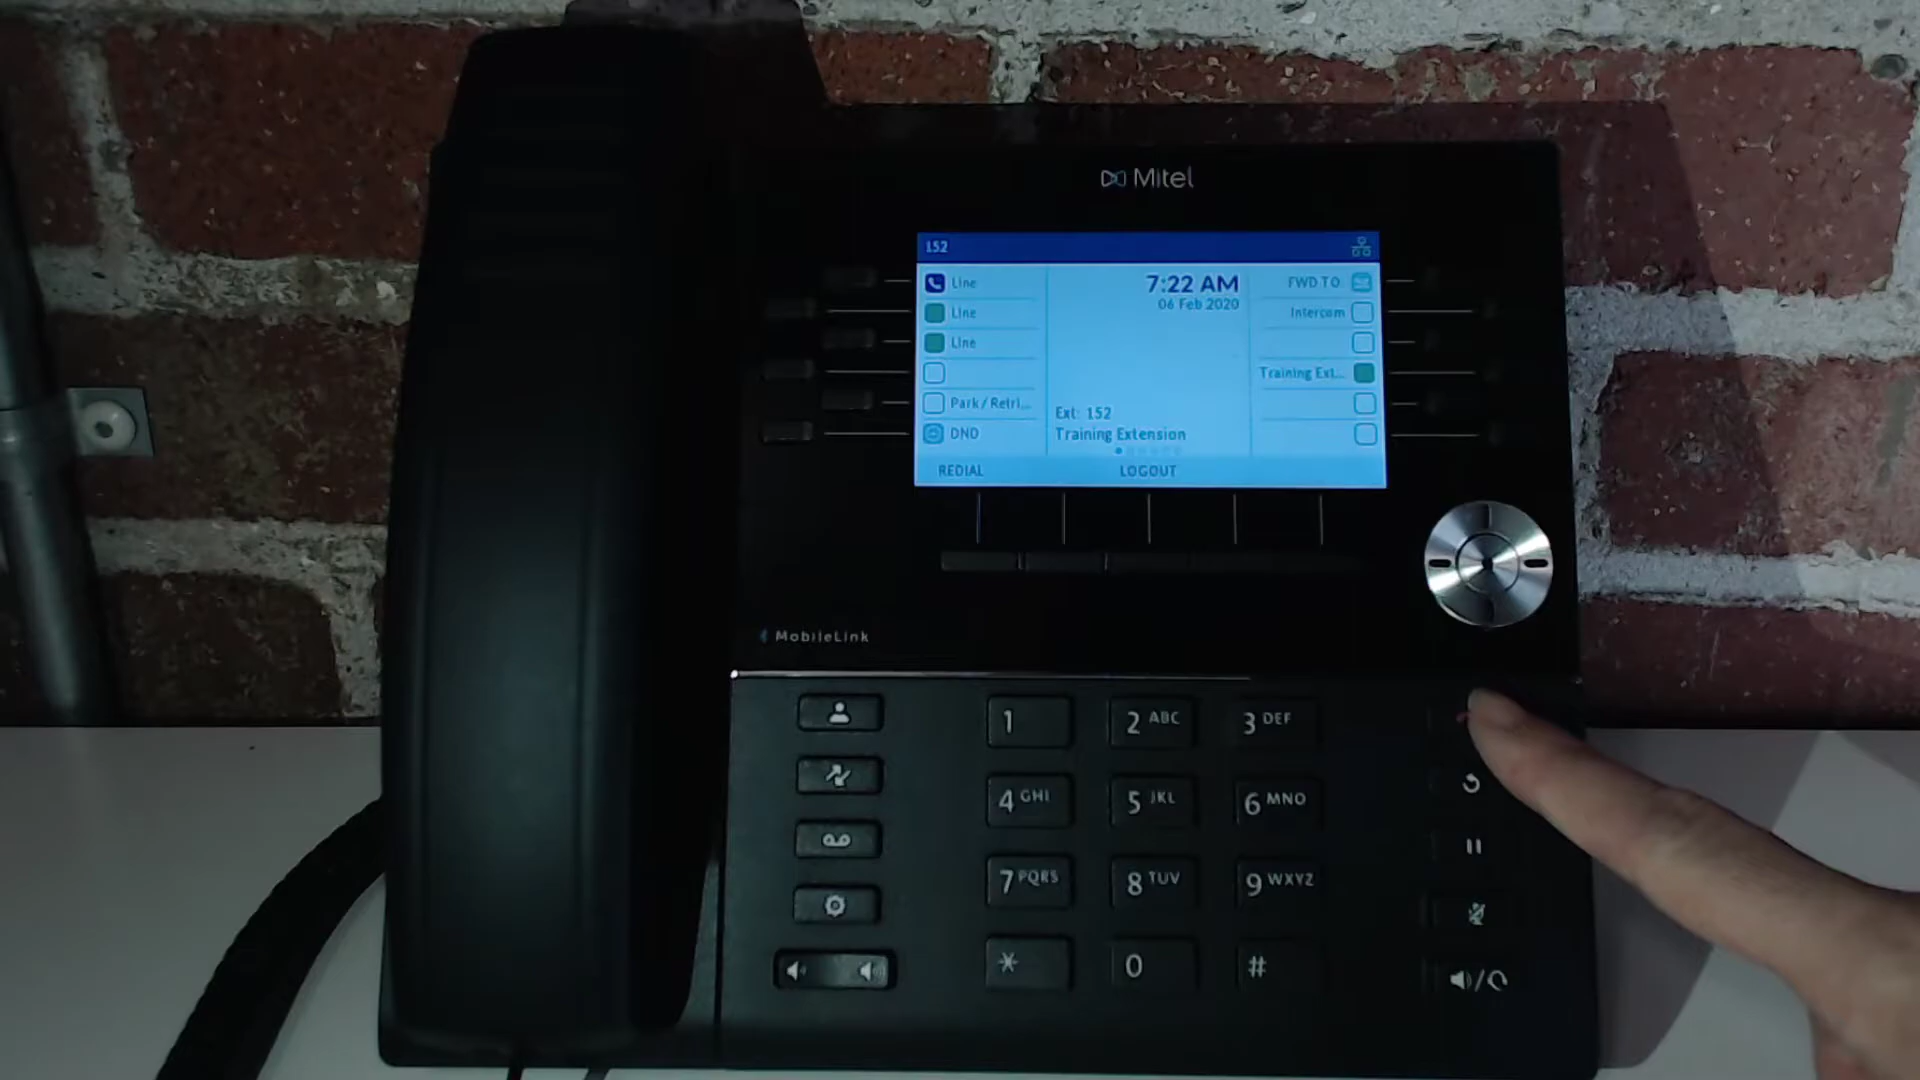 Mitel
152
Line
7:22 AM
FWD TO
06 Feb 2020
Line
Intercom
Line
Training Ext...
Park / Retri...
Ext: 152
DND
Training Extension
REDIAL
LOGOUT
MobileLink
1
2 ABC
3 DEF
4 GHI
5 JKL
6 MNO
7 PQRS
8 TUV
9 WXYZ
*
0
#